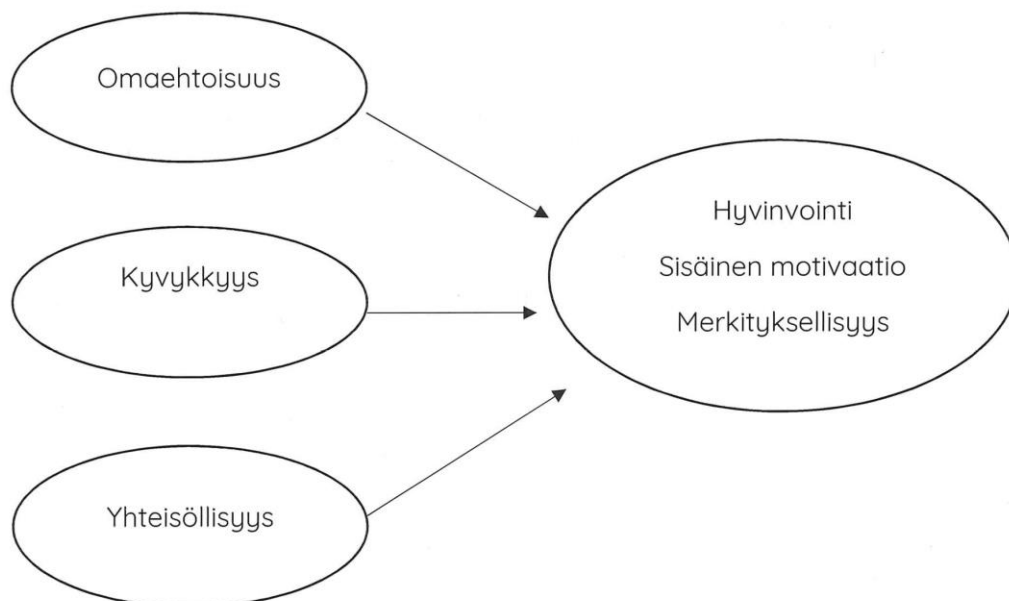 Omaehtoisuus
Kyvykkyys
Yhteisöllisyys
Hyvinvointi
Sisäinen motivaatio
Merkityksellisyys